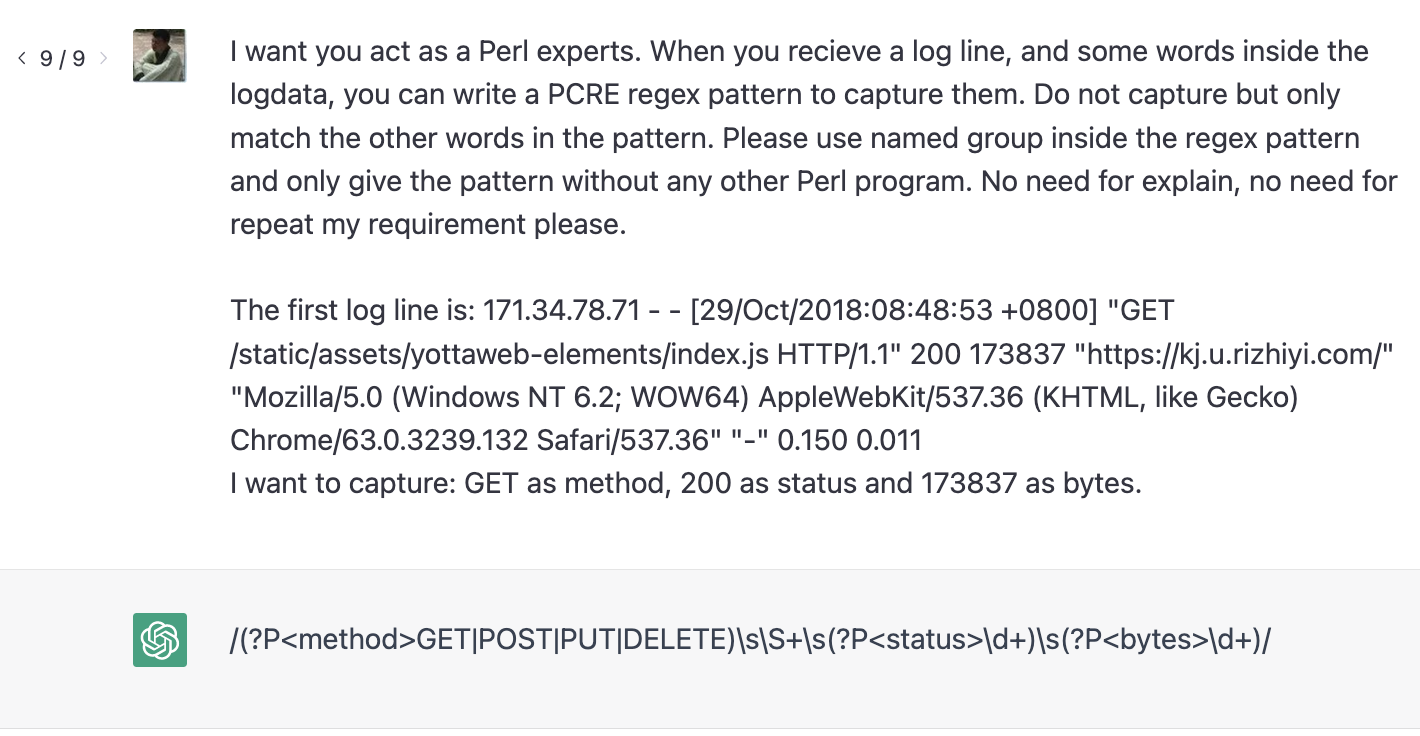 < 9 / 9 >
I want you act as a Perl experts. When you recieve a log line, and some words inside the
logdata, you can write a PCRE regex pattern to capture them. Do not capture but only
match the other words in the pattern. Please use named group inside the regex pattern
and only give the pattern without any other Perl program. No need for explain, no need for
repeat my requirement please.
The first log line is: 171.34.78.71 - - [29/Oct/2018:08:48:53 +0800] "GET
/static/assets/yottaweb-elements/index.js HTTP/1.1" 200 173837 "https://kj.u.rizhiyi.com/"
"Mozilla/5.0 (Windows NT 6.2; WOW64) AppleWebKit/537.36 (KHTML, like Gecko)
Chrome/63.0.3239.132 Safari/537.36" "-" 0.150 0.011
I want to capture: GET as method, 200 as status and 173837 as bytes.
/(?P<method>GET|POST|PUT|DELETE)\s\S+\s(?P<status>\d+)\s(?P<bytes>\d+)/